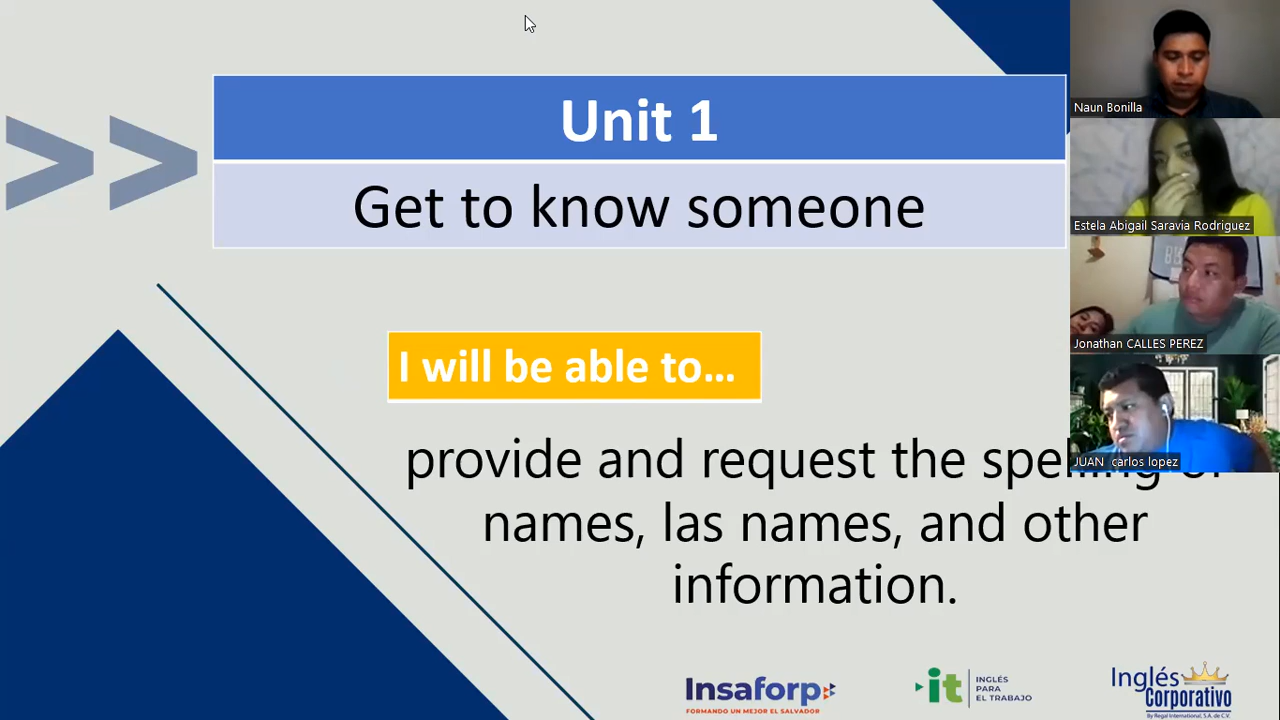 Unit 1
Get to know someone
I will be able to...
provide and request the spelling of
names, las names, and other
information.
Naun Bonilla
Estela Abigail Saravia Rodriguez
Jonathan CALLES PEREZ
JUAN carlos lopez
Insaforp
FORMANDO UN MEJOR EL SALVADOR
it
INGLÉS
PARA
EL TRABAJO
Inglés
Corporativo
By Regal International, S.A. de C.V.